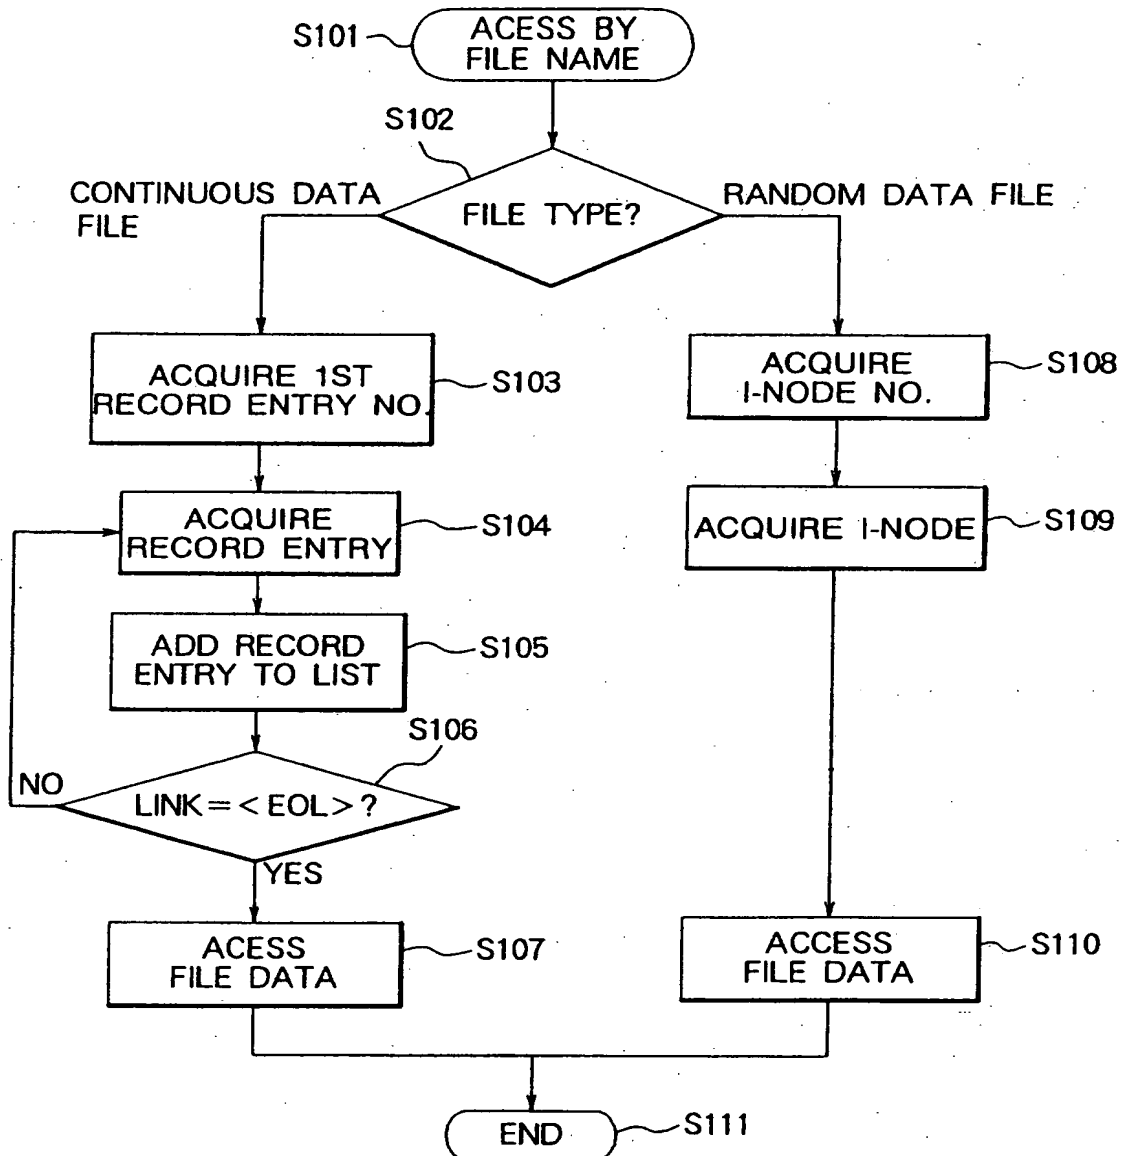 S101
ACESS BY
FILE NAME
S102
CONTINUOUS DATA
FILE
FILE TYPE?
RANDOM DATA FILE
ACQUIRE 1ST
RECORD ENTRY NO.
S103
ACQUIRE
I-NODE NO.
S108
ACQUIRE
RECORD ENTRY
S104
ACQUIRE I-NODE
S109
ADD RECORD
ENTRY TO LIST
S105
S106
NO
LINK=<EOL>?
YES
ACESS
FILE DATA
S107
ACCESS
FILE DATA
S110
END
S111